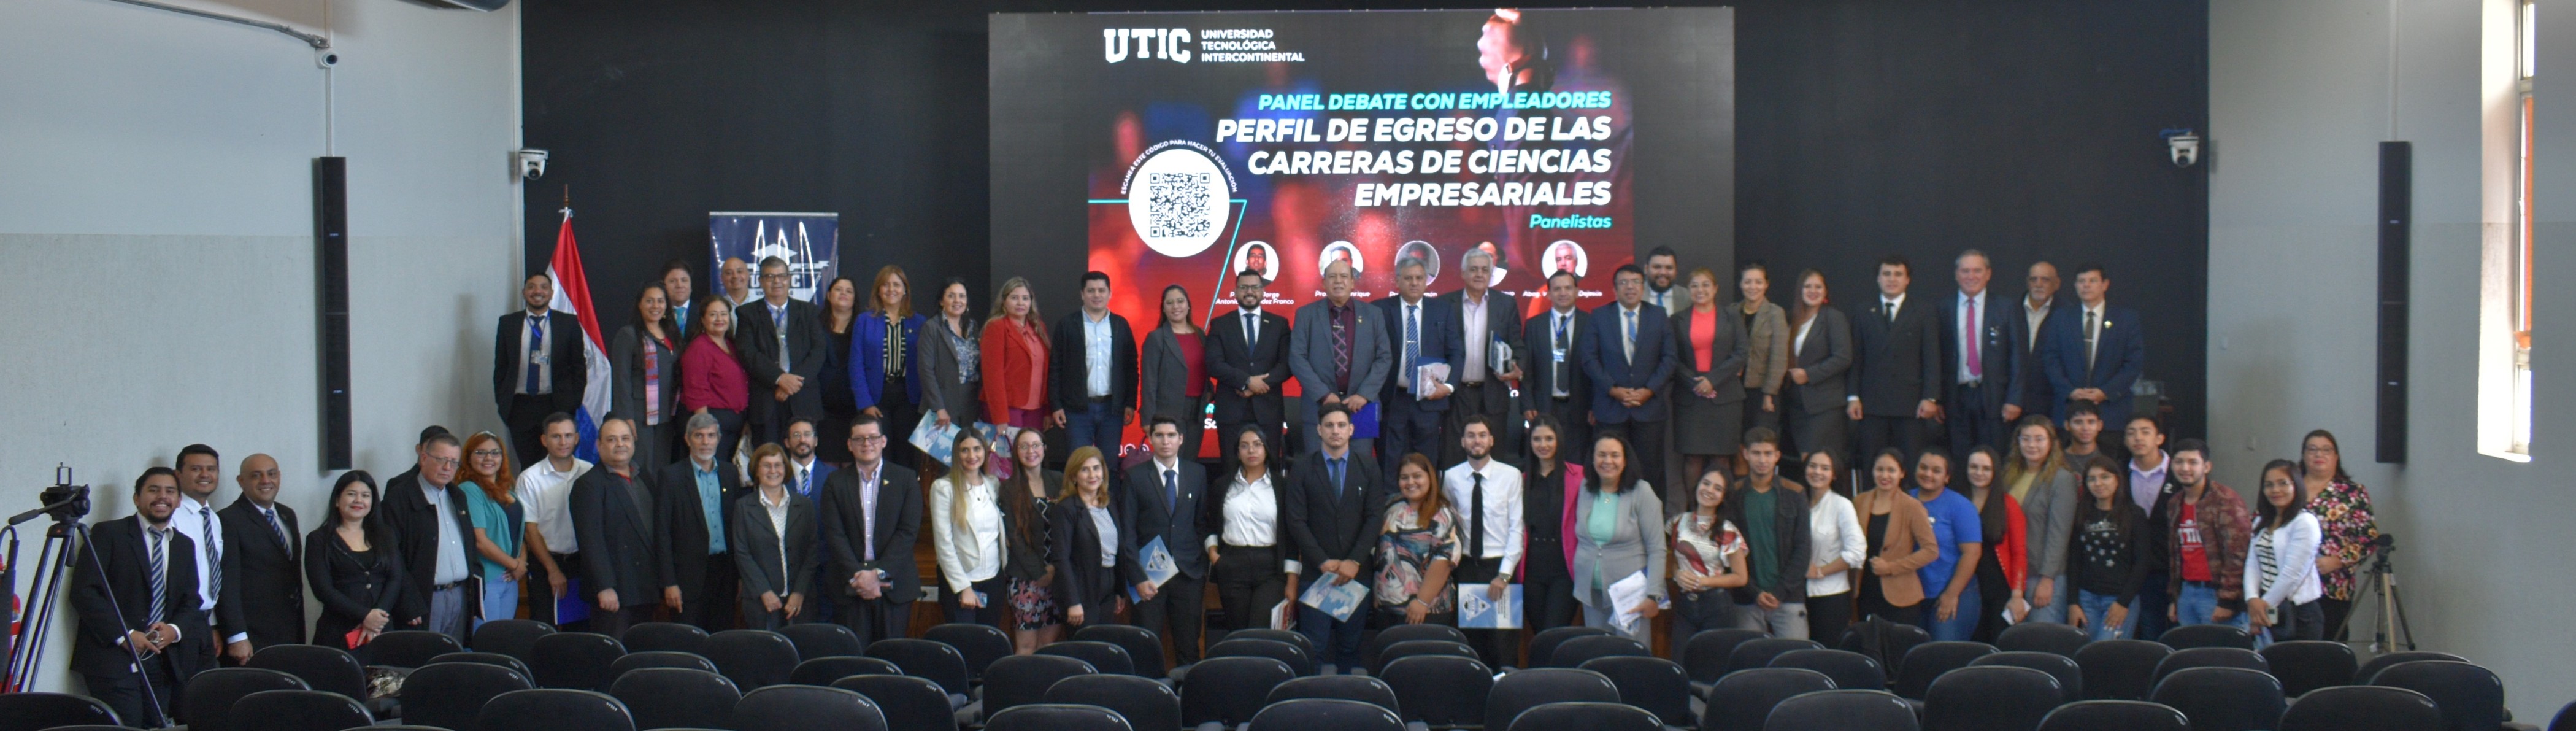 UTIC
UNIVERSIDAD
TECNOLÓGICA
INTERCONTINENTAL
PANEL DEBATE CON EMPLEADORES
PERFIL DE EGRESO DE LAS
CARRERAS DE CIENCIAS
EMPRESARIALES
ESCANEA ESTE CÓDIGO PARA HACER TU EVALUACIÓN
Panelistas
Franco